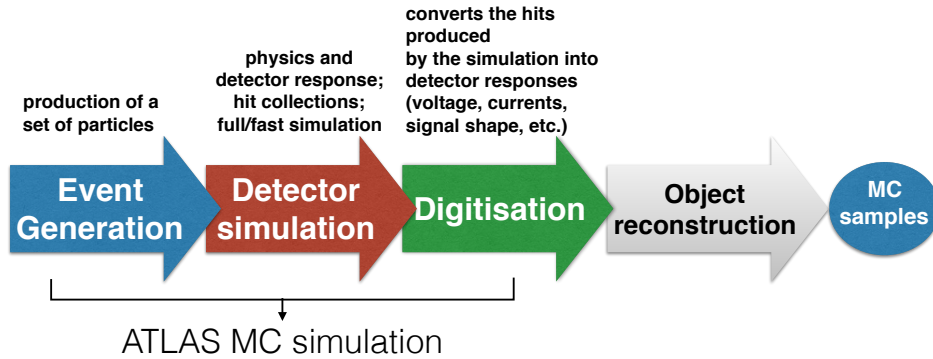 production of a
set of particles
physics and
detector response;
hit collections;
full/fast simulation
converts the hits
produced
by the simulation into
detector responses
(voltage, currents,
signal shape, etc.)
Event
Generation
Detector
simulation
Digitisation
Object
reconstruction
MC
samples
ATLAS MC simulation